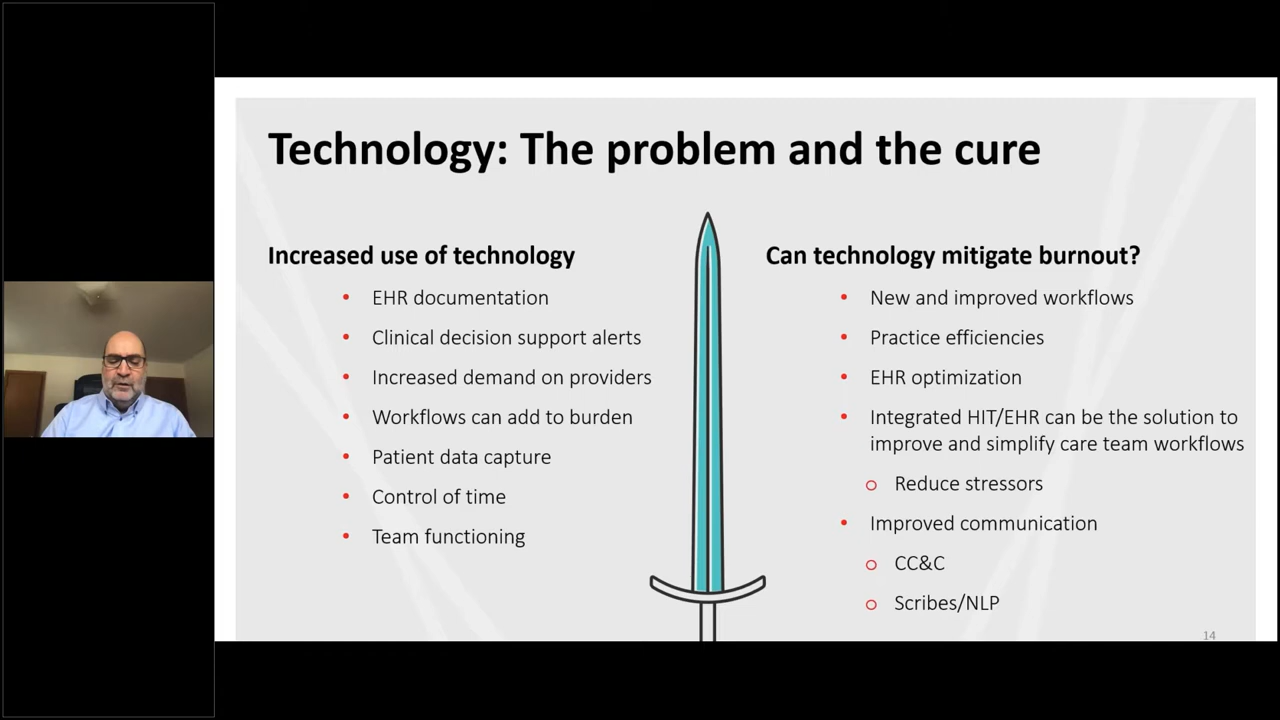 Technology: The problem and the cure
Increased use of technology
• EHR documentation
• Clinical decision support alerts
• Increased demand on providers
• Workflows can add to burden
• Patient data capture
• Control of time
• Team functioning
Can technology mitigate burnout?
• New and improved workflows
• Practice efficiencies
• EHR optimization
• Integrated HIT/EHR can be the solution to
improve and simplify care team workflows
o Reduce stressors
• Improved communication
o CC&C
o Scribes/NLP
14